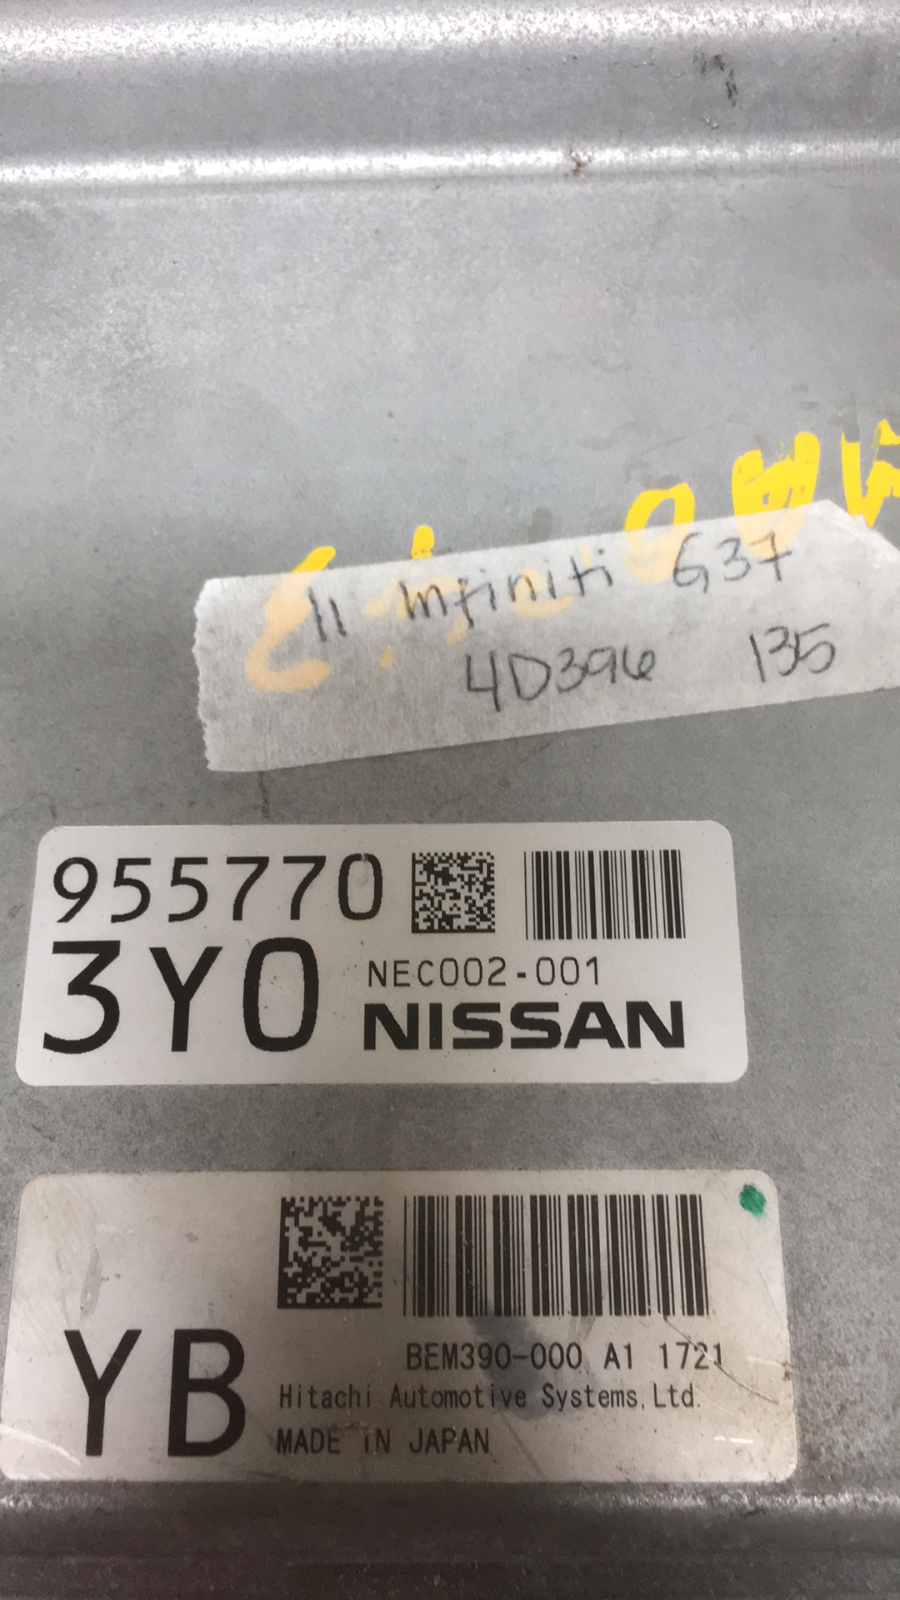 11 Infiniti G37
4D396 135
955770
3Y0
NEC002-001
NISSAN
BEM390-000 A1 1721
YB
Hitachi Automotive Systems,Ltd.
MADE IN JAPAN